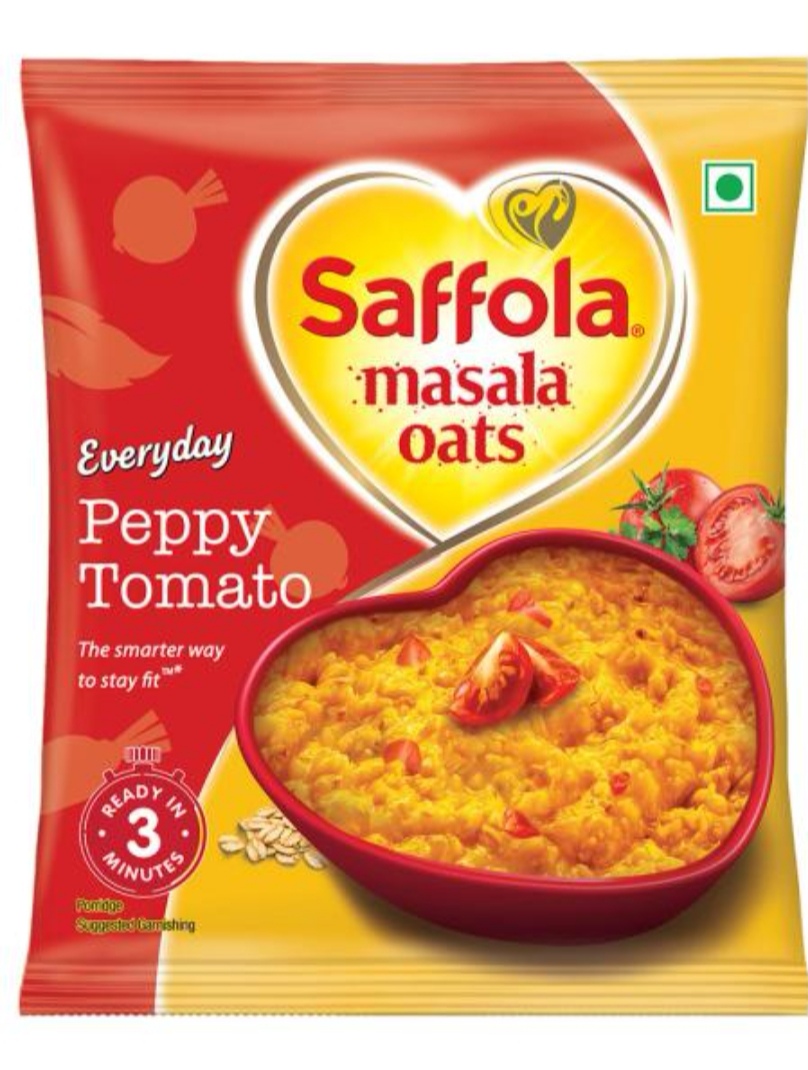 Saffola®
masala
oats
Everyday
Peppy
Tomato
The smarter way
to stay fit™*
READY IN
3
MINUTES
Porridge
Suggested Garnishing